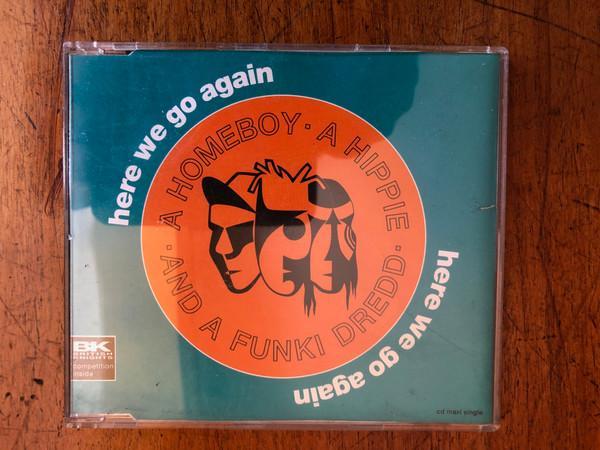 here we go again
A HOMEBOY · A HIPPIE · AND A FUNKI DREDD ·
here we go again
BK
BRITISH
KNIGHTS
competition
inside
cd maxi single